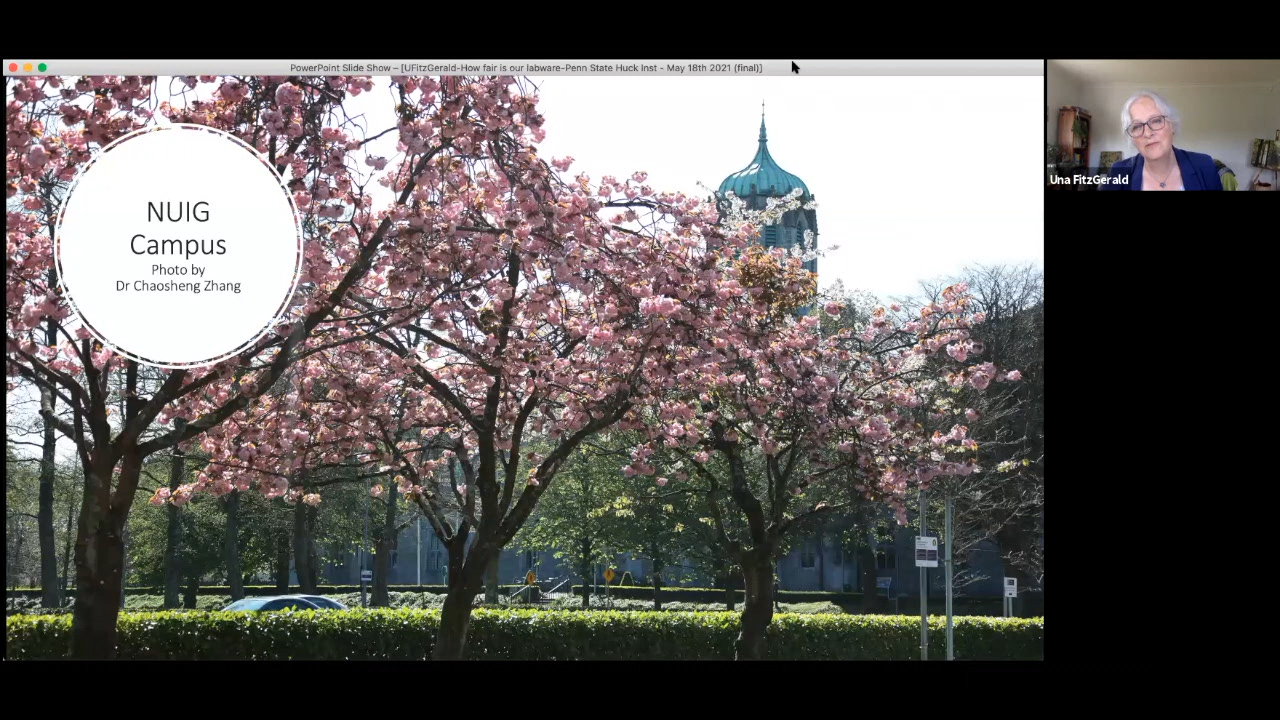 PowerPoint Slide Show – [UFitzGerald-How fair is our labware-Penn State Huck Inst - May 18th 2021 (final)]
NUIG
Campus
Photo by
Dr Chaosheng Zhang
Una FitzGerald